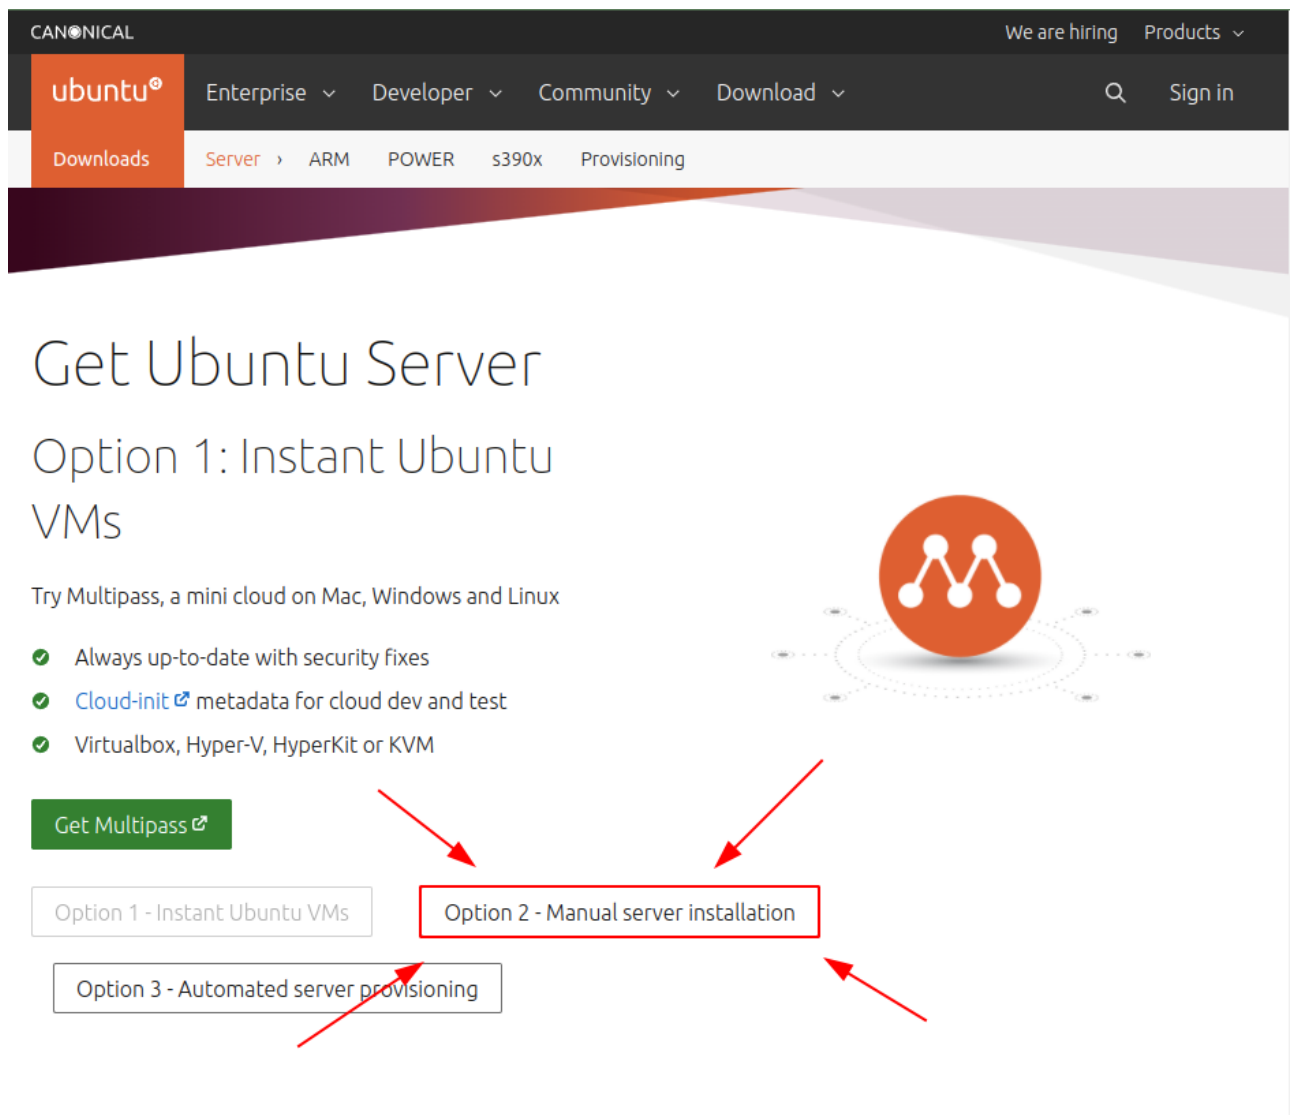 CANONICAL We are hiring Products
ubuntu Enterprise Developer Community Download Sign in
Downloads Server ARM POWER s390x Provisioning
Get Ubuntu Server
Option 1: Instant Ubuntu
VMs
Try Multipass, a mini cloud on Mac, Windows and Linux
Always up-to-date with security fixes
Cloud-init metadata for cloud dev and test
Virtualbox, Hyper-V, HyperKit or KVM
Get Multipass
Option 1 - Instant Ubuntu VMs Option 2 - Manual server installation
Option 3 - Automated server provisioning